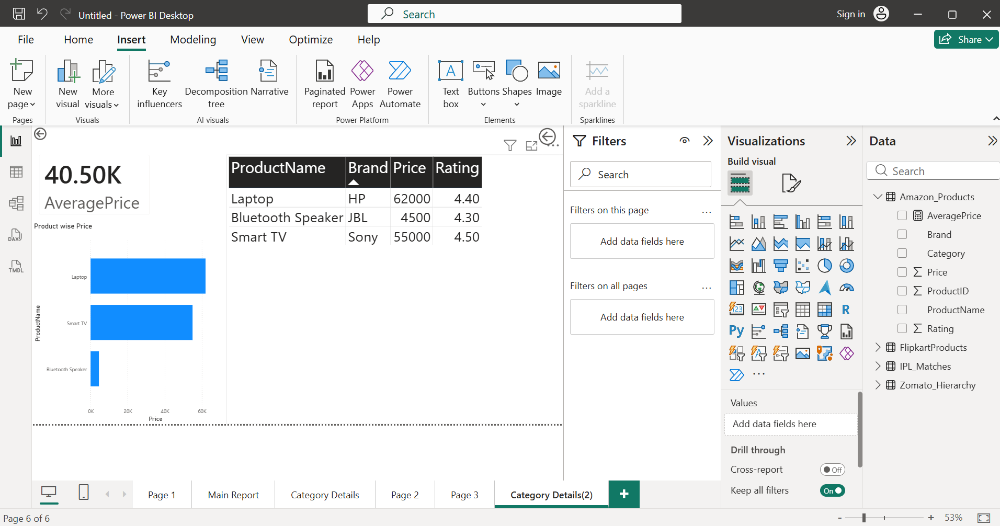 Untitled - Power BI Desktop
Search
Sign in
File Home Insert Modeling View Optimize Help
Share
New page
Pages
New visual
More visuals
Visuals
Key influencers
Decomposition tree
Narrative
AI visuals
Paginated report
Power Apps
Power Automate
Power Platform
Text box
Buttons
Shapes
Image
Elements
Add a sparkline
Sparklines
DAX
TMDL
40.50K
AveragePrice
Product wise Price
ProductName
Laptop
Smart TV
Bluetooth Speaker
0K 20K 40K 60K
Price
ProductName Brand Price Rating
Laptop HP 62000 4.40
Bluetooth Speaker JBL 4500 4.30
Smart TV Sony 55000 4.50
Filters
Search
Filters on this page ...
Add data fields here
Filters on all pages ...
Add data fields here
Visualizations
Build visual
123
R
Py
...
Values
Add data fields here
Drill through
Cross-report Off
Keep all filters On
Data
Search
Amazon_Products
AveragePrice
Brand
Category
Price
ProductID
ProductName
Rating
FlipkartProducts
IPL_Matches
Zomato_Hierarchy
Page 1 Main Report Category Details Page 2 Page 3 Category Details(2) +
Page 6 of 6
- + 53%